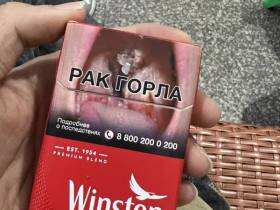 РАК ГОРЛА
Подробнее
о последствиях 8 800 200 0 200
EST. 1954
PREMIUM BLEND
Winston